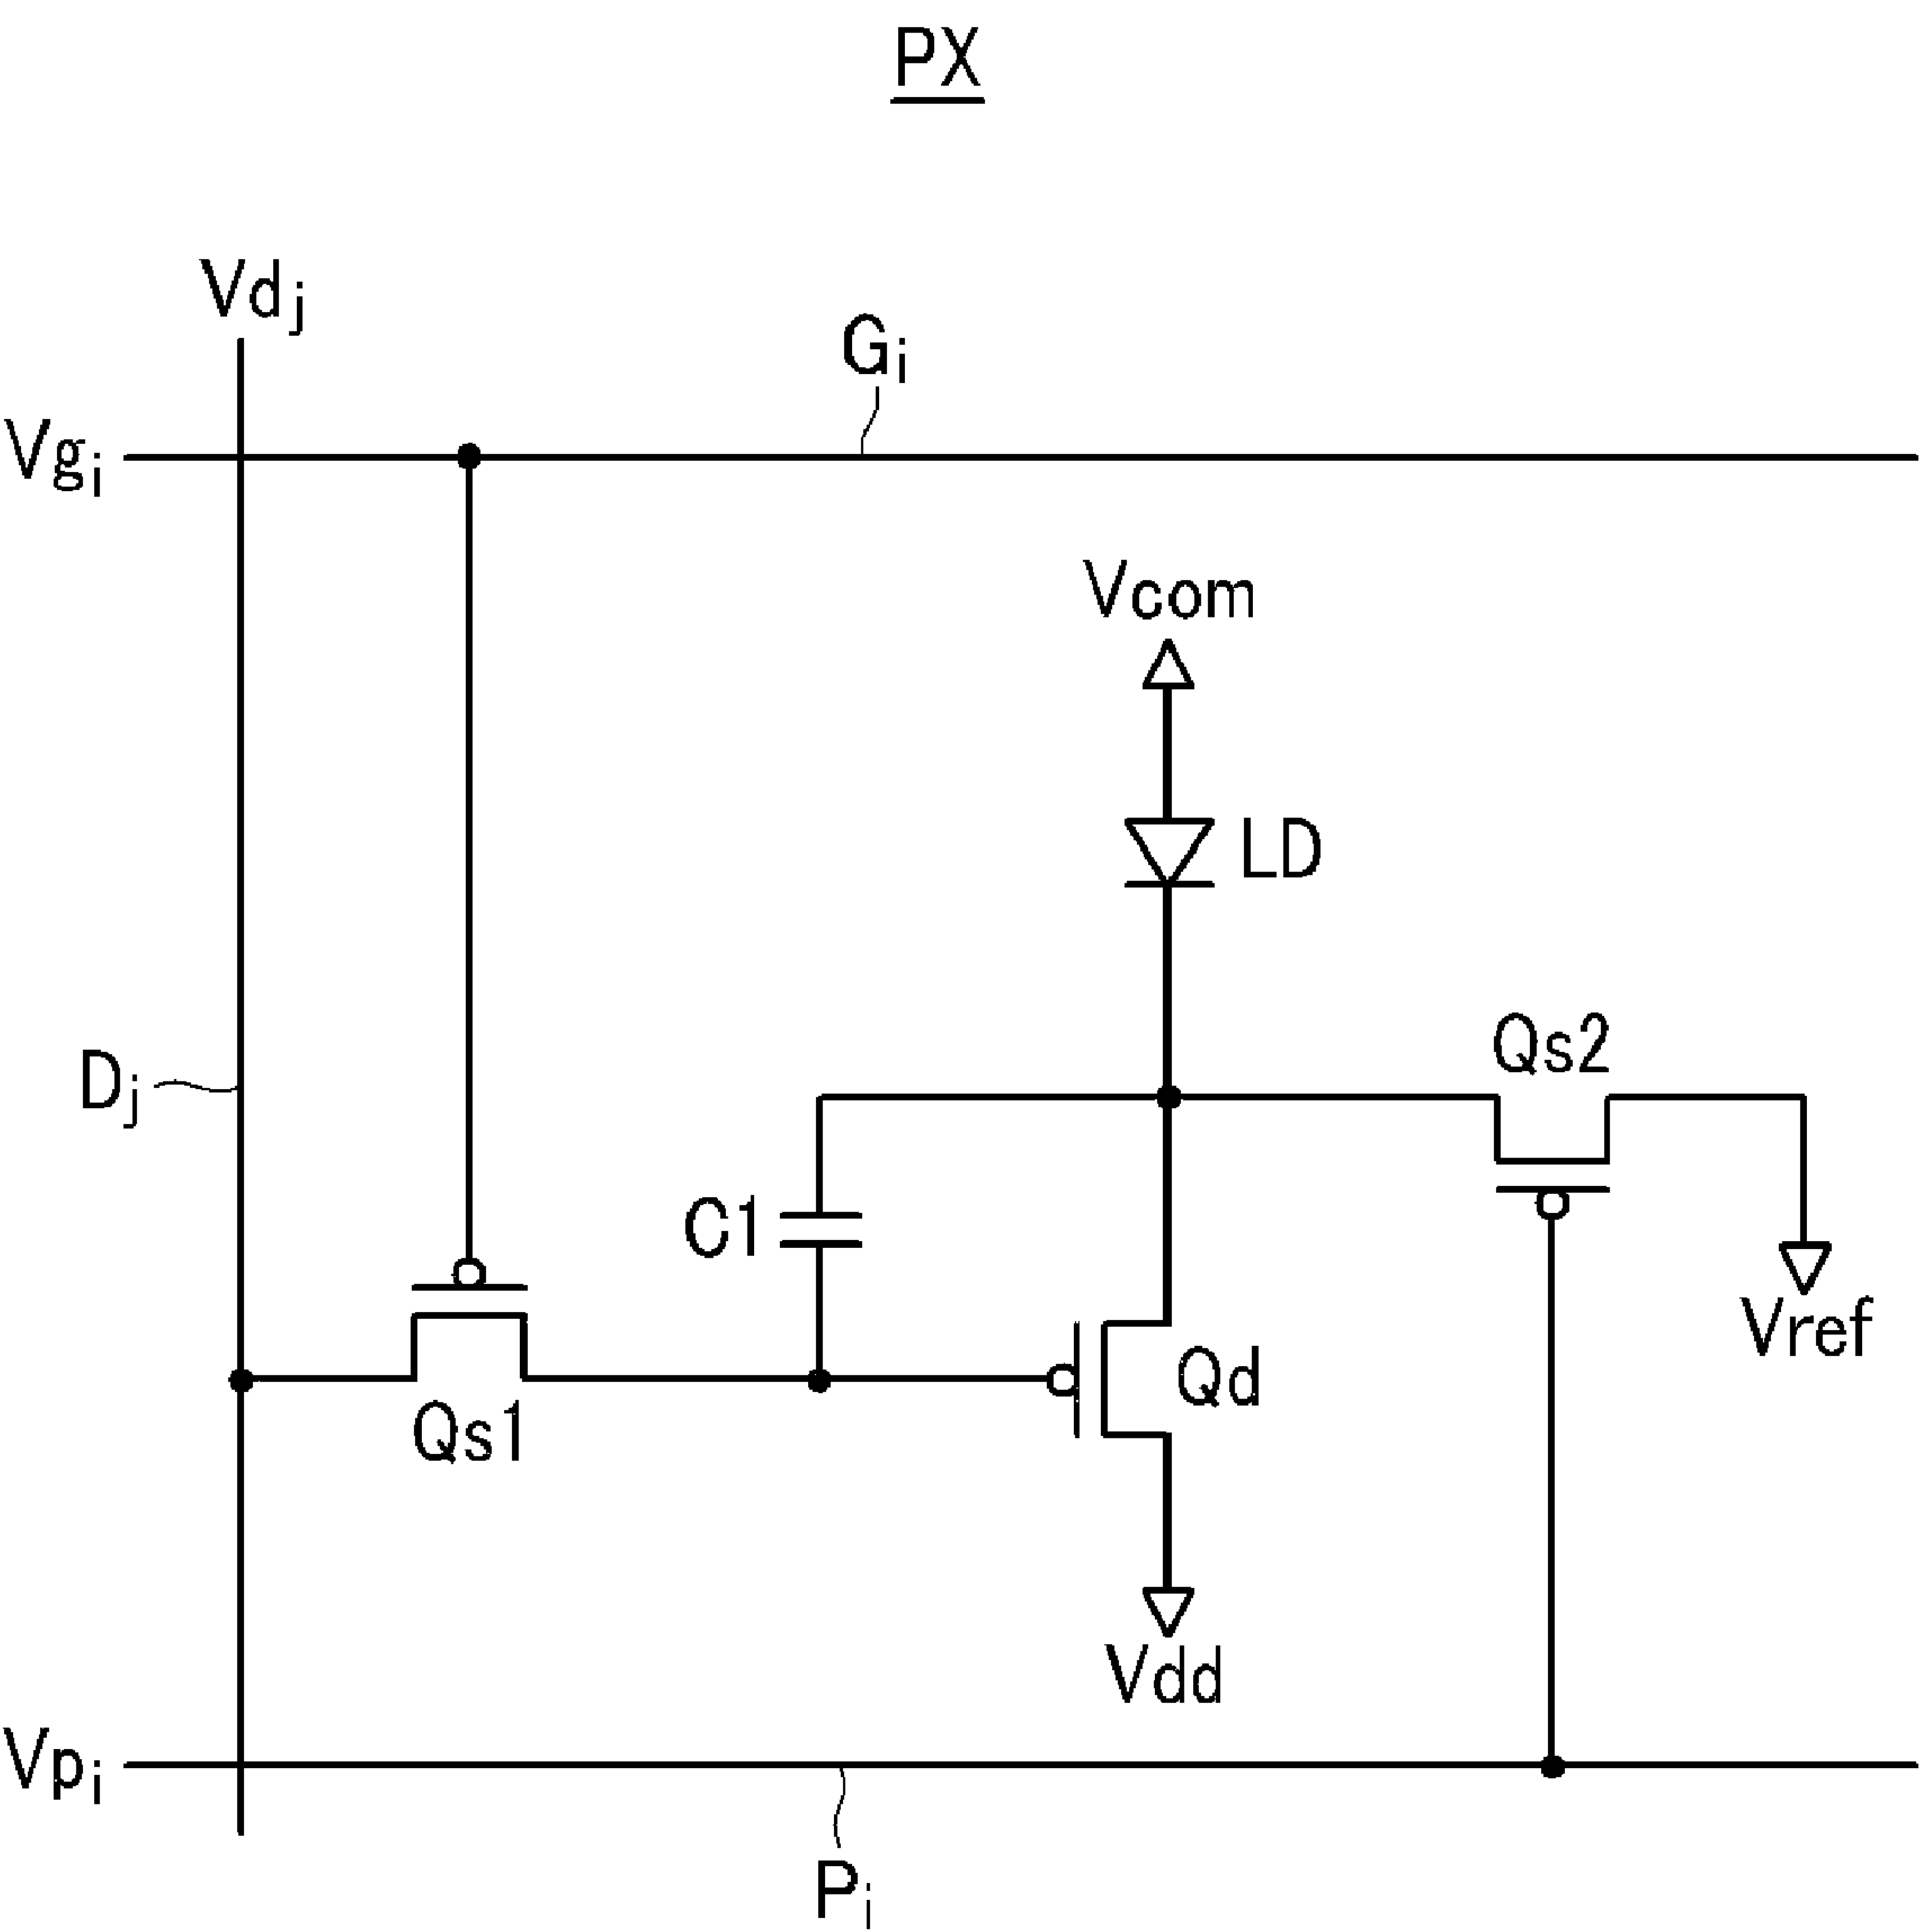 PX
Vdj
Gi
Vgi
Vcom
LD
Qs2
Dj
C1
Vref
Qd
Qs1
Vdd
Vpi
Pi